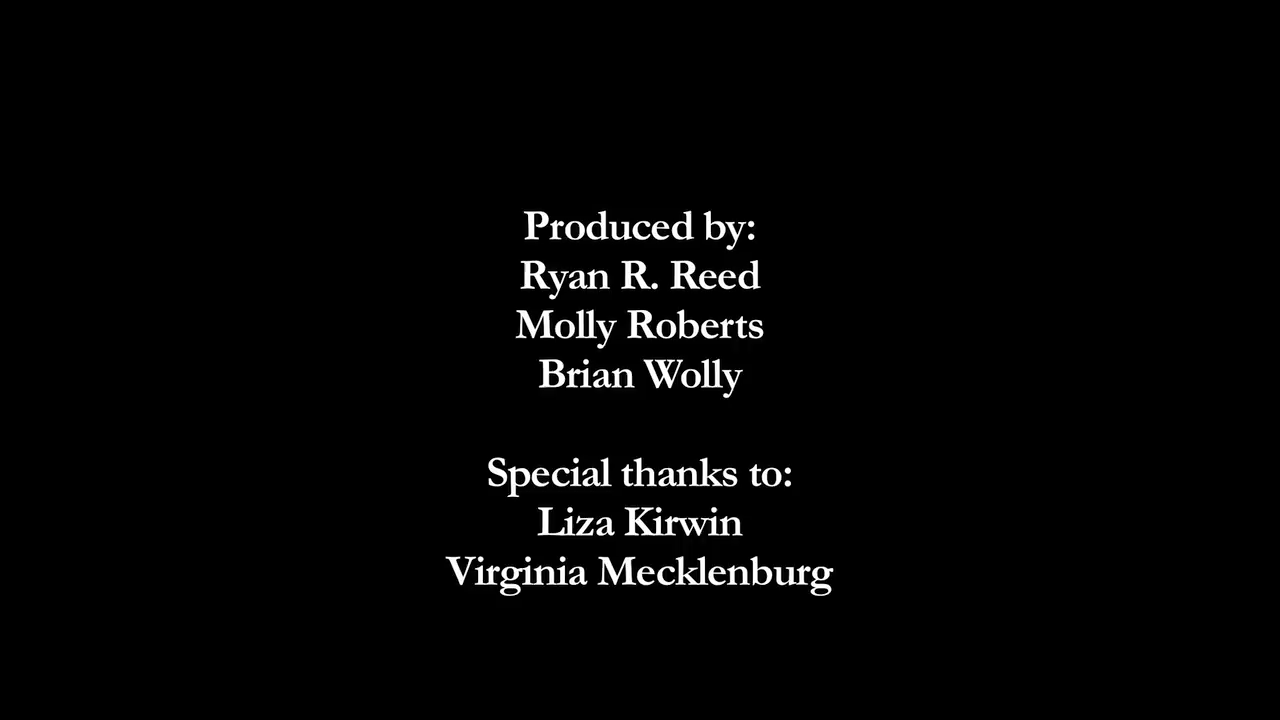 Produced by:
Ryan R. Reed
Molly Roberts
Brian Wolly
Special thanks to:
Liza Kirwin
Virginia Mecklenburg